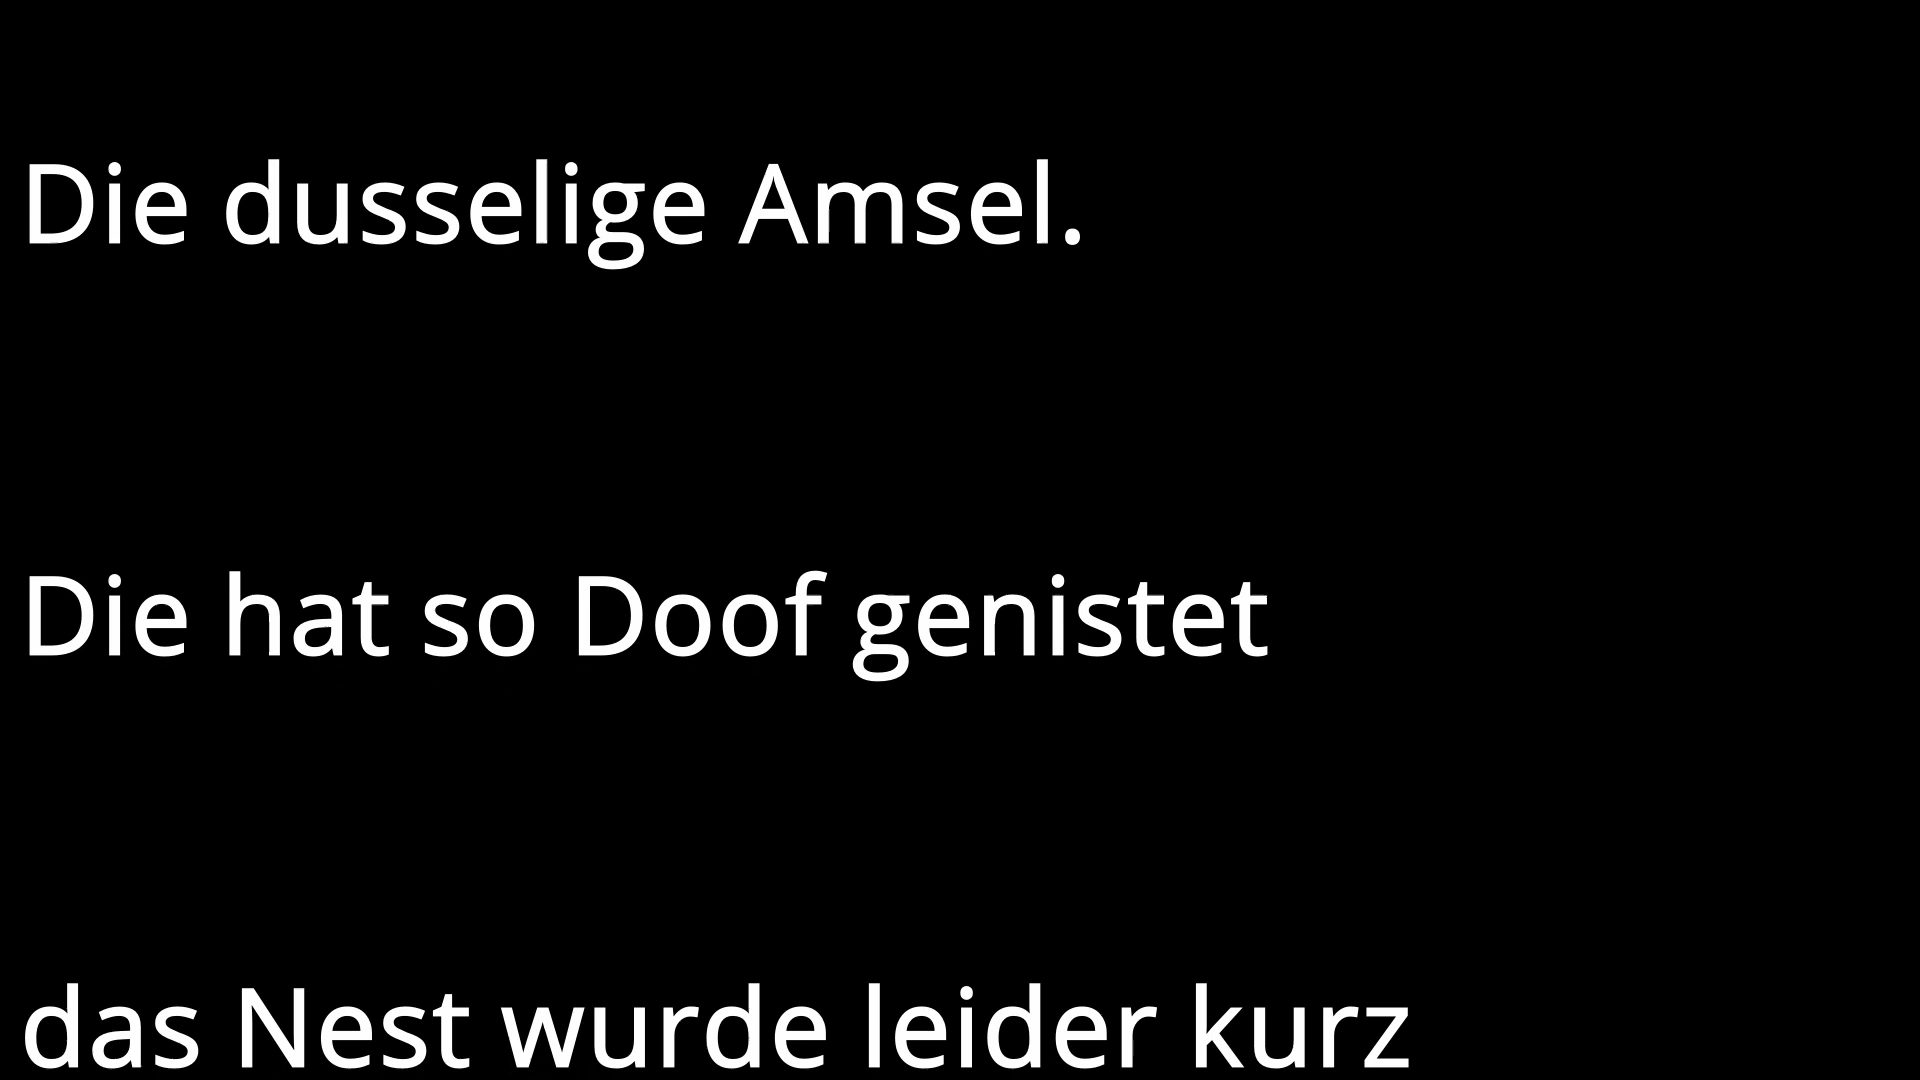 Die dusselige Amsel.
Die hat so Doof genistet
das Nest wurde leider kurz